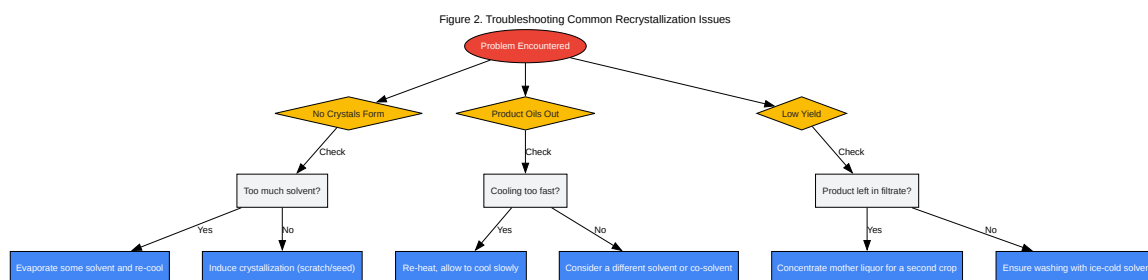 Figure 2. Troubleshooting Common Recrystallization Issues
Problem Encountered
No Crystals Form
Product Oils Out
Low Yield
Check
Check
Check
Too much solvent?
Cooling too fast?
Product left in filtrate?
Yes
No
Yes
No
Yes
No
Evaporate some solvent and re-cool
Induce crystallization (scratch/seed)
Re-heat, allow to cool slowly
Consider a different solvent or co-solvent
Concentrate mother liquor for a second crop
Ensure washing with ice-cold solvent